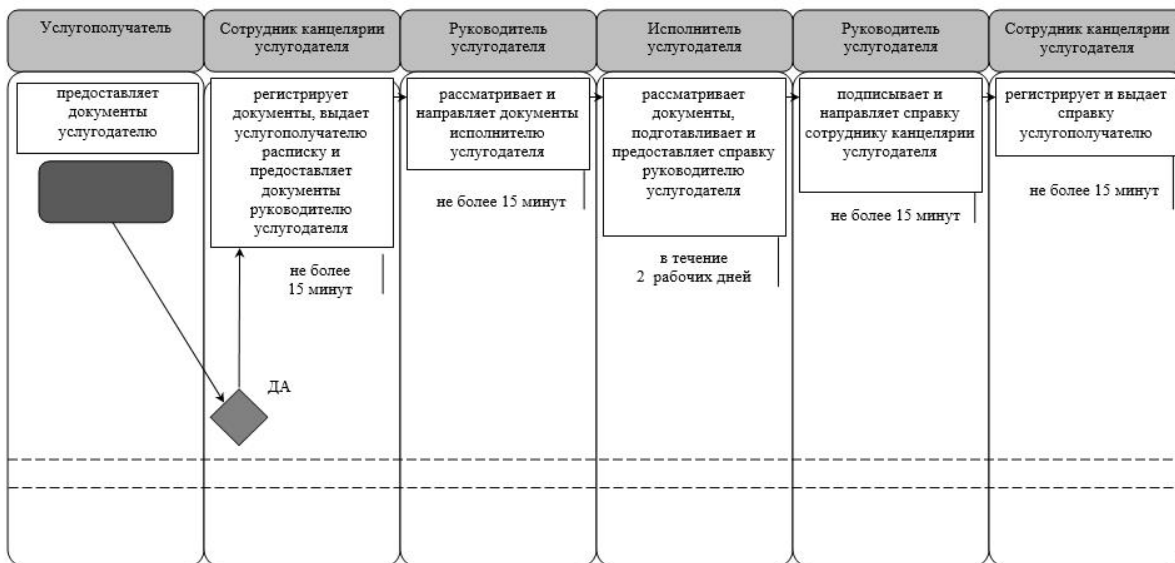 Услугополучатель
Сотрудник канцелярии
услугодателя
Руководитель
услугодателя
Исполнитель
услугодателя
Руководитель
услугодателя
Сотрудник канцелярии
услугодателя
предоставляет
документы
услугодателю
регистрирует
документы, выдает
услугополучателю
расписку и
предоставляет
документы
руководителю
услугодателя
не более
15 минут
ДА
рассматривает и
направляет документы
исполнителю
услугодателя
не более 15 минут
рассматривает
документы,
подготавливает и
предоставляет справку
руководителю
услугодателя
в течение
2 рабочих дней
подписывает и
направляет справку
сотруднику канцелярии
услугодателя
не более 15 минут
регистрирует и выдает
справку
услугополучателю
не более 15 минут